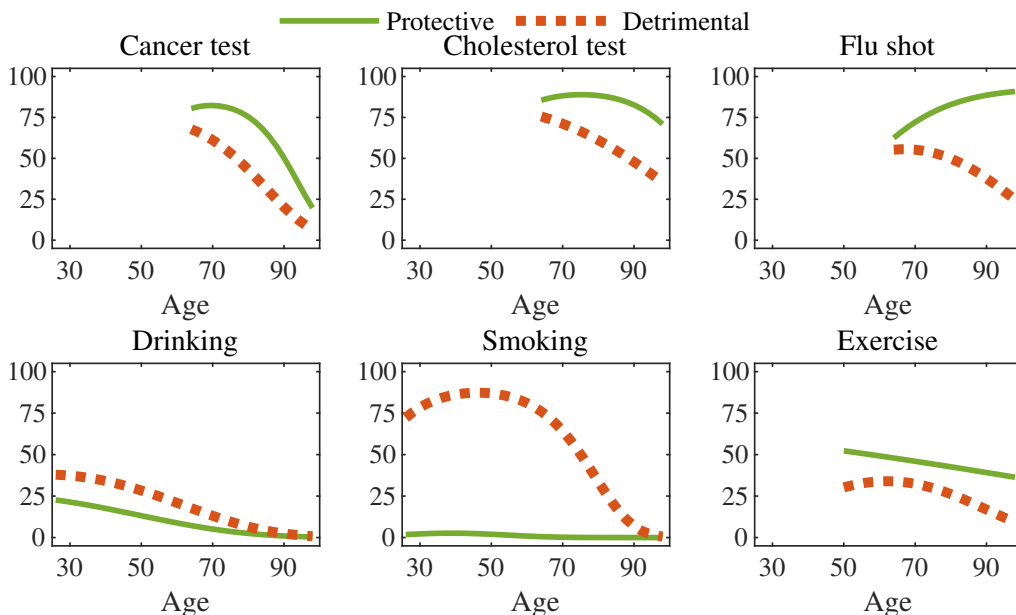 Protective Detrimental
Cancer test Cholesterol test Flu shot
100 100 100
75 75 75
50 50 50
25 25 25
0 0 0
30 50 70 90 30 50 70 90 30 50 70 90
Age Age Age
Drinking Smoking Exercise
100 100 100
75 75 75
50 50 50
25 25 25
0 0 0
30 50 70 90 30 50 70 90 30 50 70 90
Age Age Age